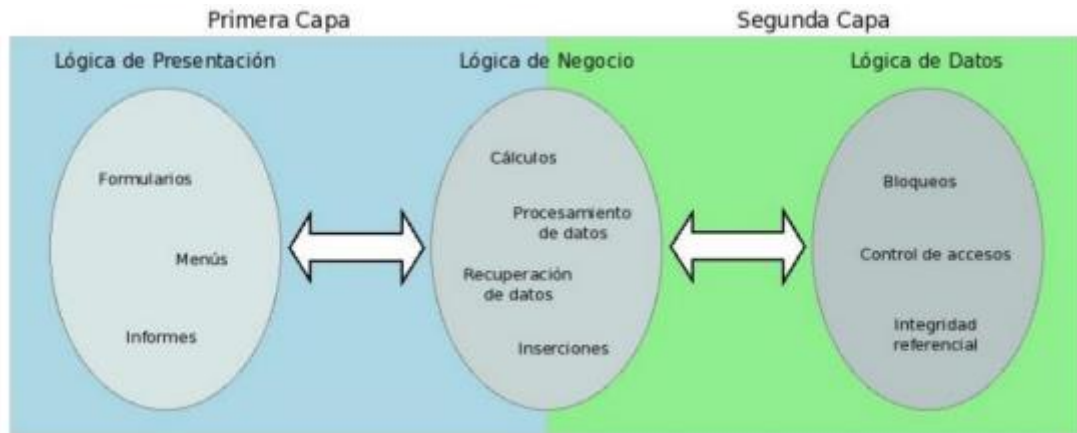 Primera Capa
Segunda Capa
Lógica de Presentación
Lógica de Negocio
Lógica de Datos
Formularios
Menús
Informes
Cálculos
Procesamiento
de datos
Recuperación
de datos
Inserciones
Bloqueos
Control de accesos
Integridad
referencial